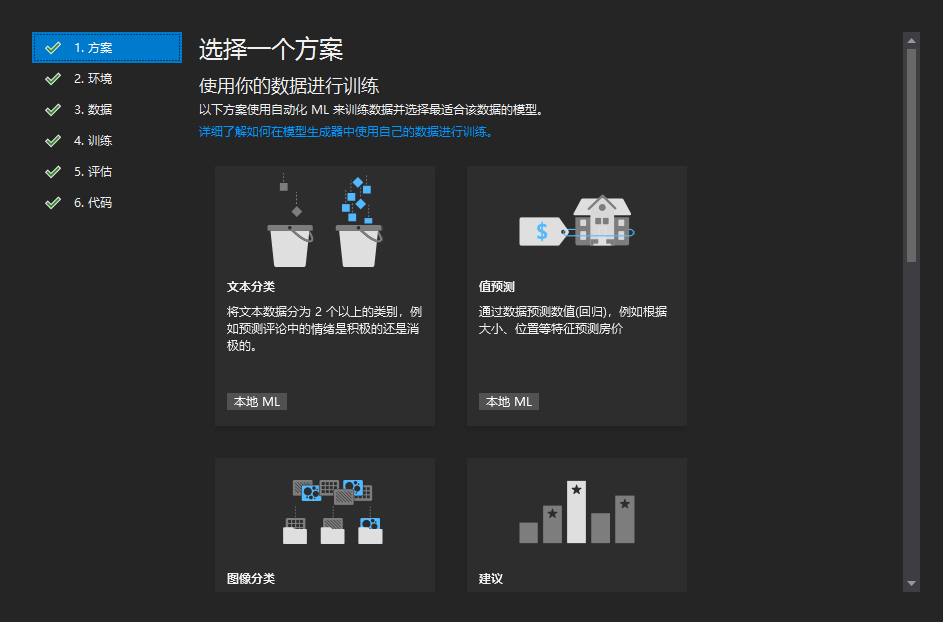 1. 方案
2. 环境
3. 数据
4. 训练
5. 评估
6. 代码
选择一个方案
使用你的数据进行训练
以下方案使用自动化 ML 来训练数据并选择最适合该数据的模型。
详细了解如何在模型生成器中使用自己的数据进行训练。
文本分类
将文本数据分为 2 个以上的类别，例
如预测评论中的情绪是积极的还是消
极的。
本地 ML
$
值预测
通过数据预测数值(回归)，例如根据
大小、位置等特征预测房价
本地 ML
图像分类
建议